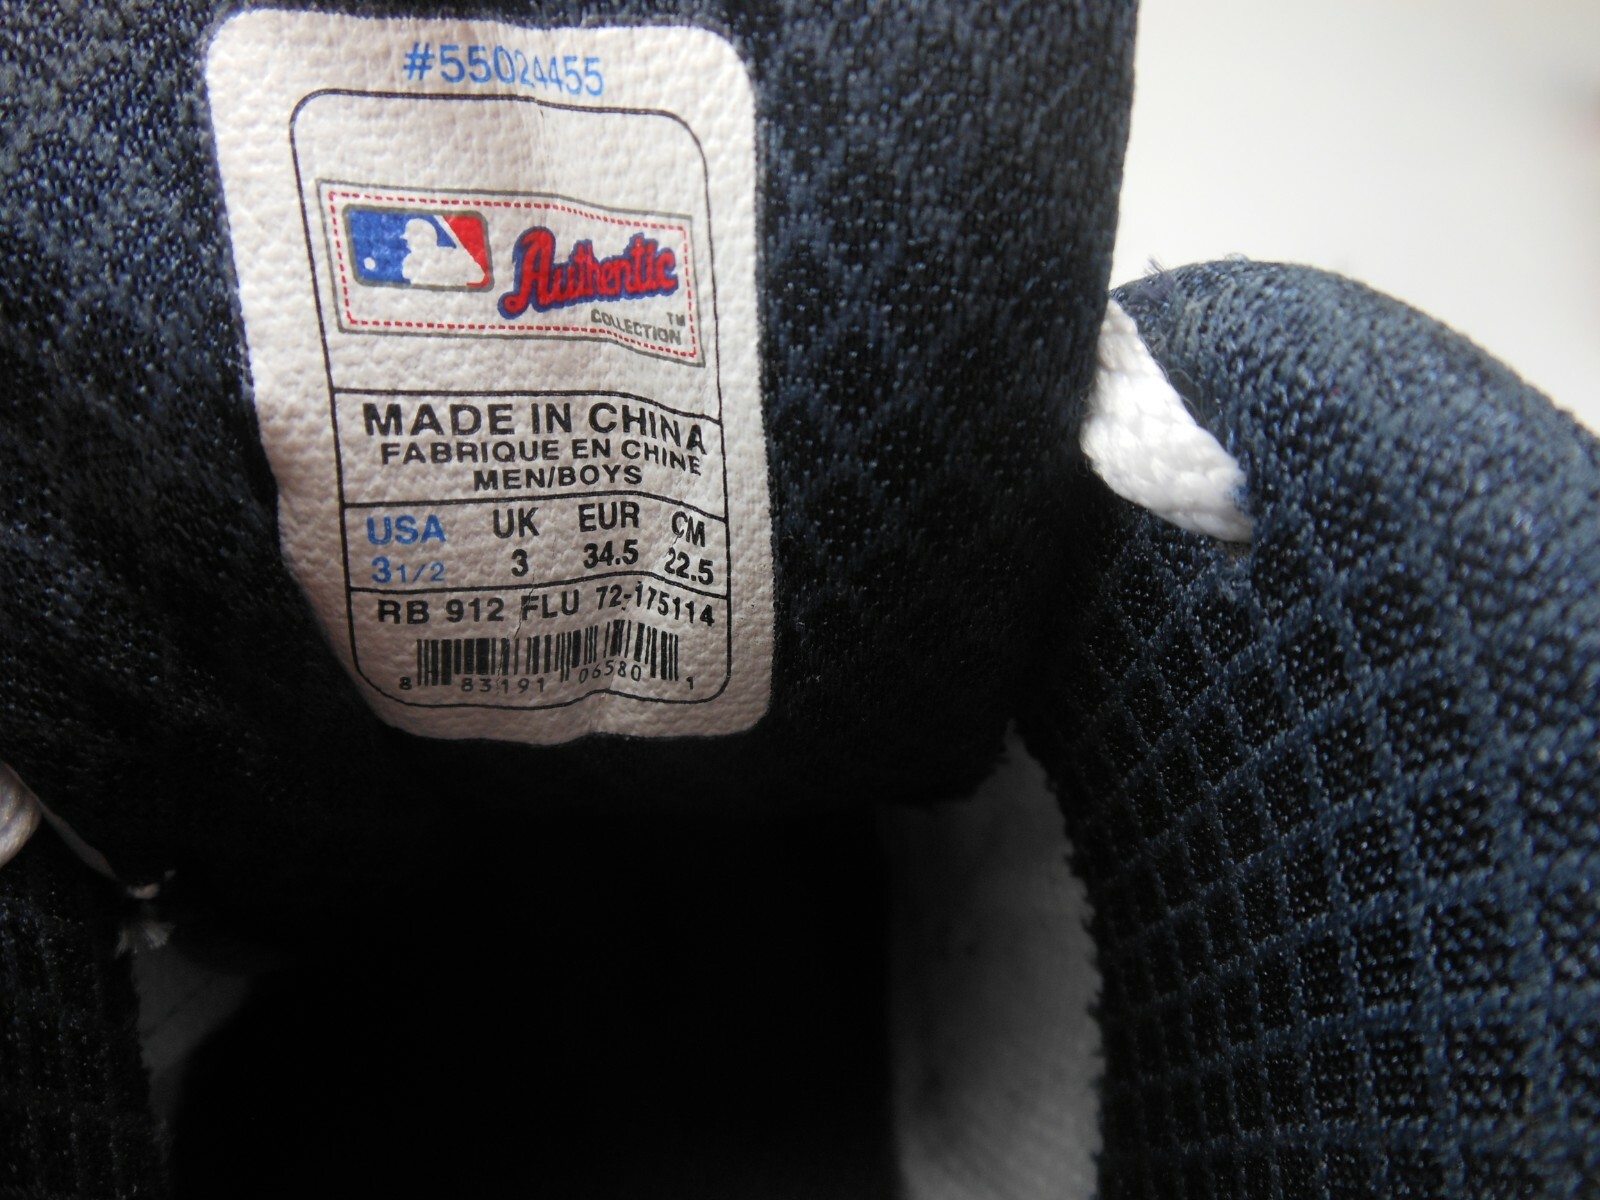 #55024455
Authentic
COLLECTION™
MADE IN CHINA
FABRIQUE EN CHINE
MEN/BOYS
USA UK EUR CM
3 1/2 3 34.5 22.5
RB 912 FLU 72-175114
8 83191 06580 1